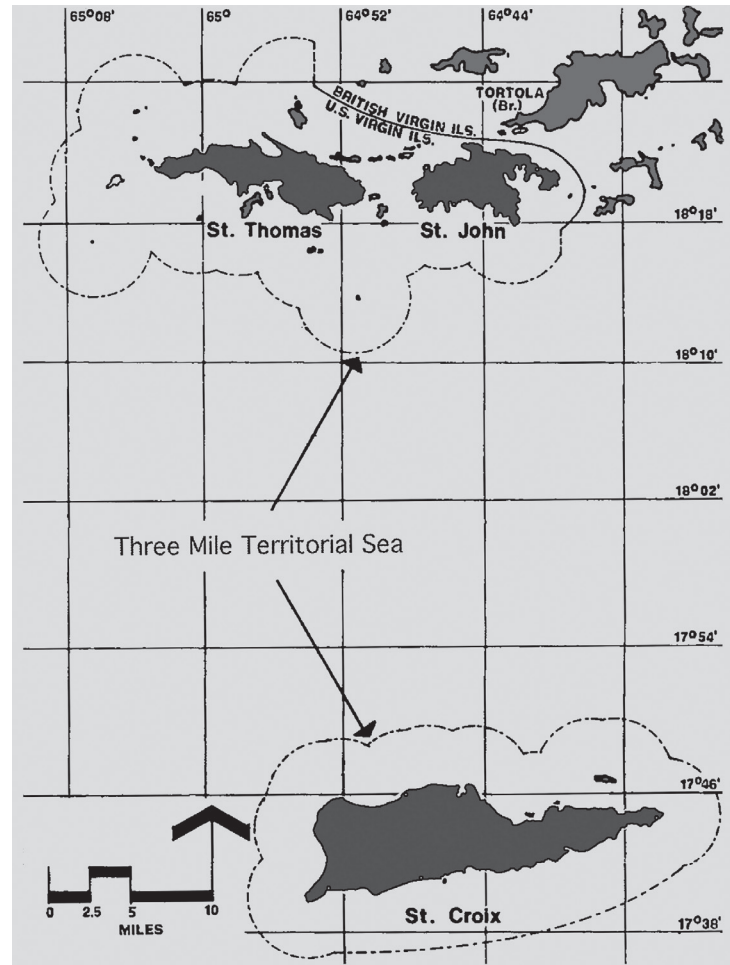 65° 08'
65°
64° 52'
64° 44'
TORTOLA
(Br.)
BRITISH VIRGIN ILS.
U.S. VIRGIN ILS.
18° 18'
St. Thomas
St. John
18° 10'
18° 02'
Three Mile Territorial Sea
17° 54'
17° 46'
0 2.5 5 10
MILES
St. Croix
17° 38'